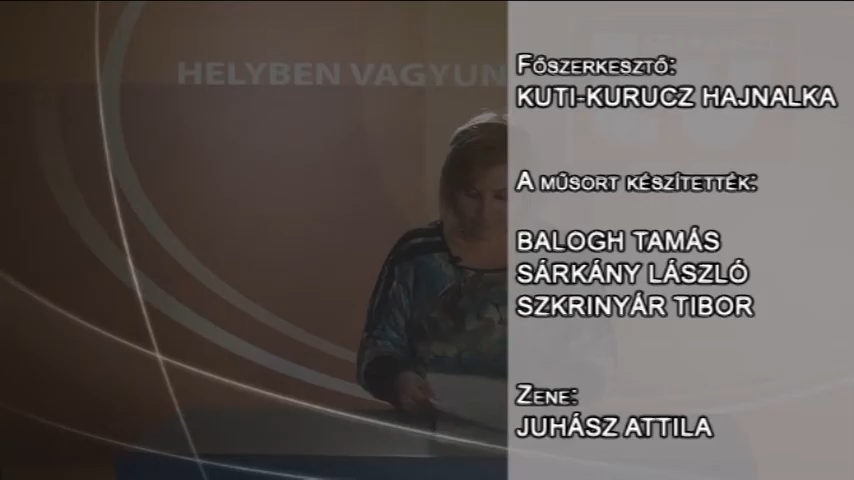 HELYBEN VAGYUN
Főszerkesztő:
KUTI-KURUCZ HAJNALKA
A műsort készítették:
BALOGH TAMÁS
SÁRKÁNY LÁSZLÓ
SZKRINYÁR TIBOR
Zene:
JUHÁSZ ATTILA